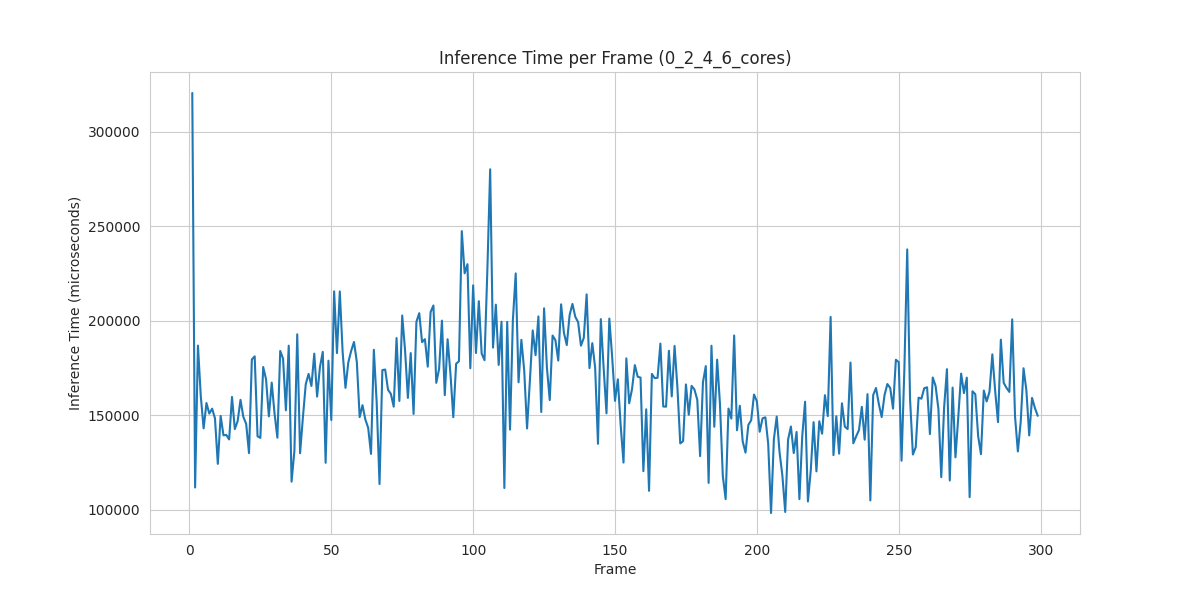 Inference Time per Frame (0_2_4_6_cores)
Inference Time (microseconds)
300000
250000
200000
150000
100000
0 50 100 150 200 250 300
Frame